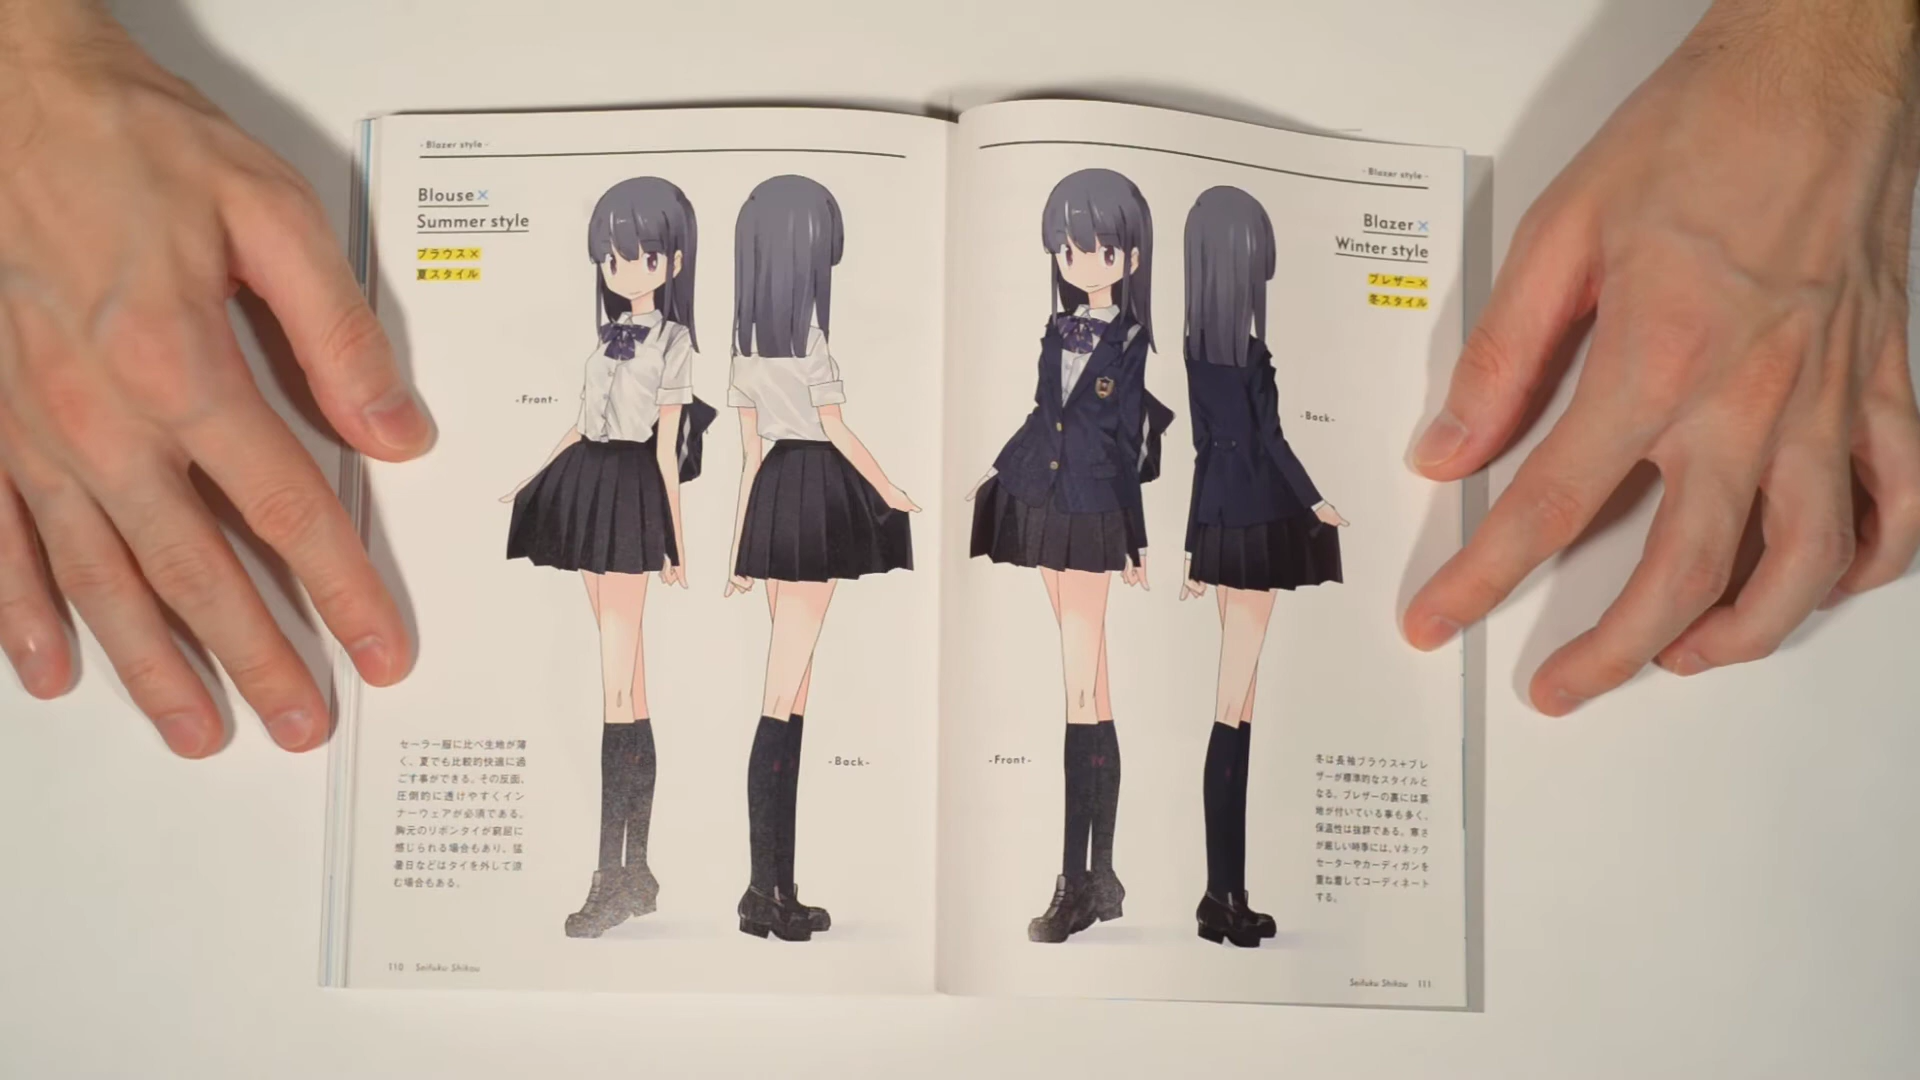 - Blazer style -
Blouse×
Summer style
ブラウス×
夏スタイル
- Front -
- Back -
セーラー服に比べ生地が薄
く、夏でも比較的快適に過
ごす事ができる。その反面、
圧倒的に透けやすくイン
ナーウェアが必須である。
胸元のリボンタイが窮屈に
感じられる場合もあり、猛
暑日などはタイを外して涼
む場合もある。
110 Seifuku Shikou
- Blazer style -
Blazer×
Winter style
ブレザー×
冬スタイル
- Back -
- Front -
冬は長袖ブラウス+ブレ
ザーが標準的なスタイルと
なる。ブレザーの裏には裏
地が付いている事も多く、
保温性は抜群である。寒さ
が厳しい時季には、Vネック
セーターやカーディガンを
重ね着してコーディネート
する。
Seifuku Shikou 111